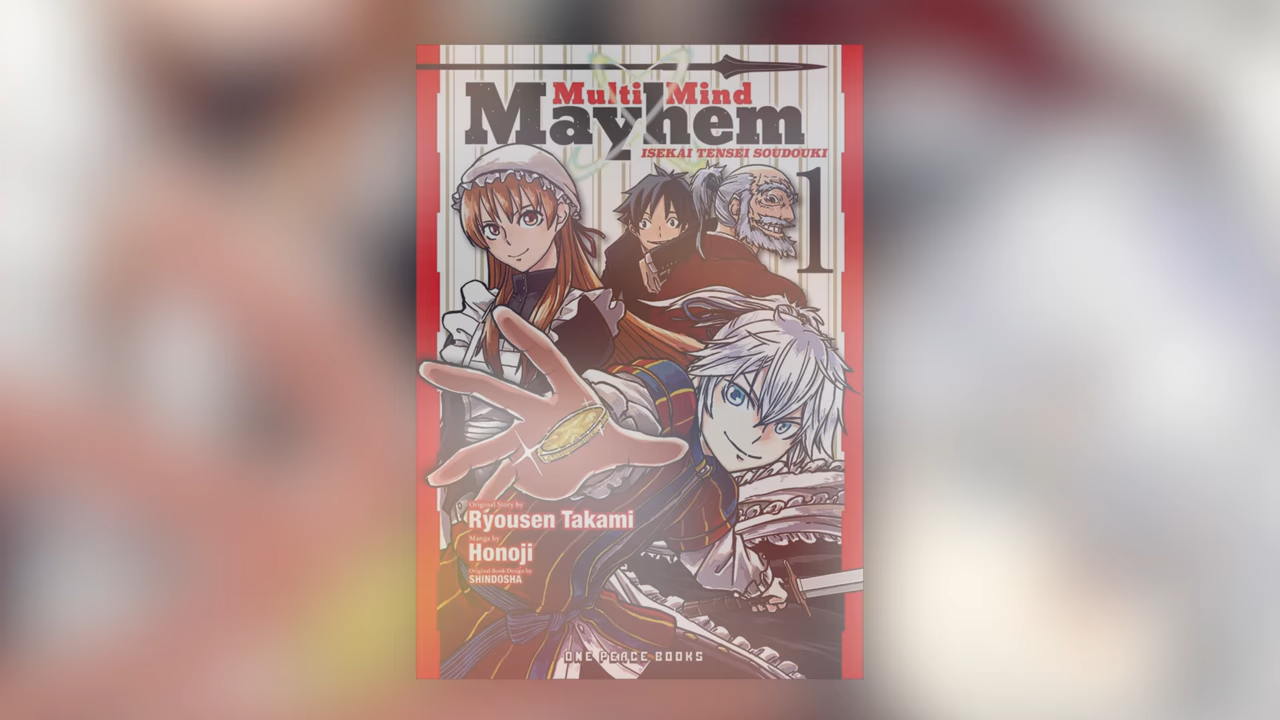 Multi Mind
Mayhem
ISEKAI TENSEI SOUDOUKI
1
Original Story by
Ryousen Takami
Manga by
Honoji
Original Book Design by
SHINDOSHA
ONE PEACE BOOKS